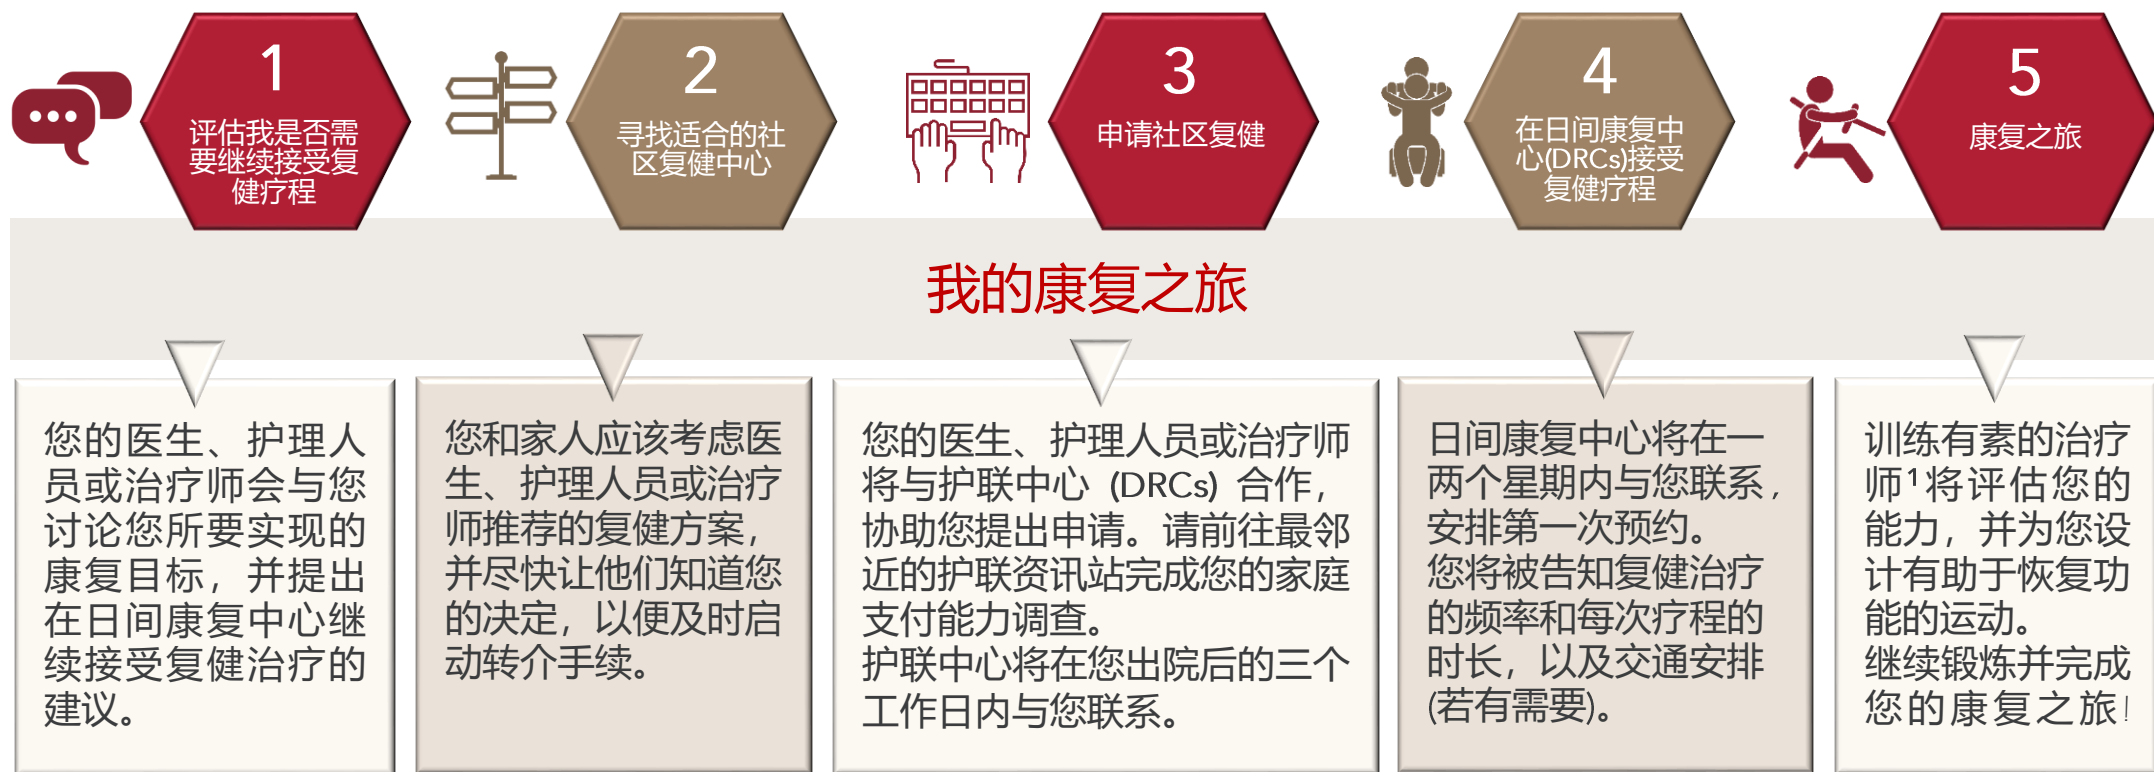 1
评估我是否需
要继续接受复
健疗程
2
寻找适合的社
区复健中心
3
申请社区复健
4
在日间康复中
心(DRCs)接受
复健疗程
5
康复之旅
我的康复之旅
您的医生、护理人
员或治疗师会与您
讨论您所要实现的
康复目标，并提出
在日间康复中心继
续接受复健治疗的
建议。
您和家人应该考虑医
生、护理人员或治疗
师推荐的复健方案，
并尽快让他们知道您
的决定，以便及时启
动转介手续。
您的医生、护理人员或治疗师
将与护联中心 (DRCs) 合作，
协助您提出申请。请前往最邻
近的护联资讯站完成您的家庭
支付能力调查。
护联中心将在您出院后的三个
工作日内与您联系。
日间康复中心将在一
两个星期内与您联系，
安排第一次预约。
您将被告知复健治疗
的频率和每次疗程的
时长，以及交通安排
(若有需要)。
训练有素的治疗
师¹将评估您的
能力，并为您设
计有助于恢复功
能的运动。
继续锻炼并完成
您的康复之旅！